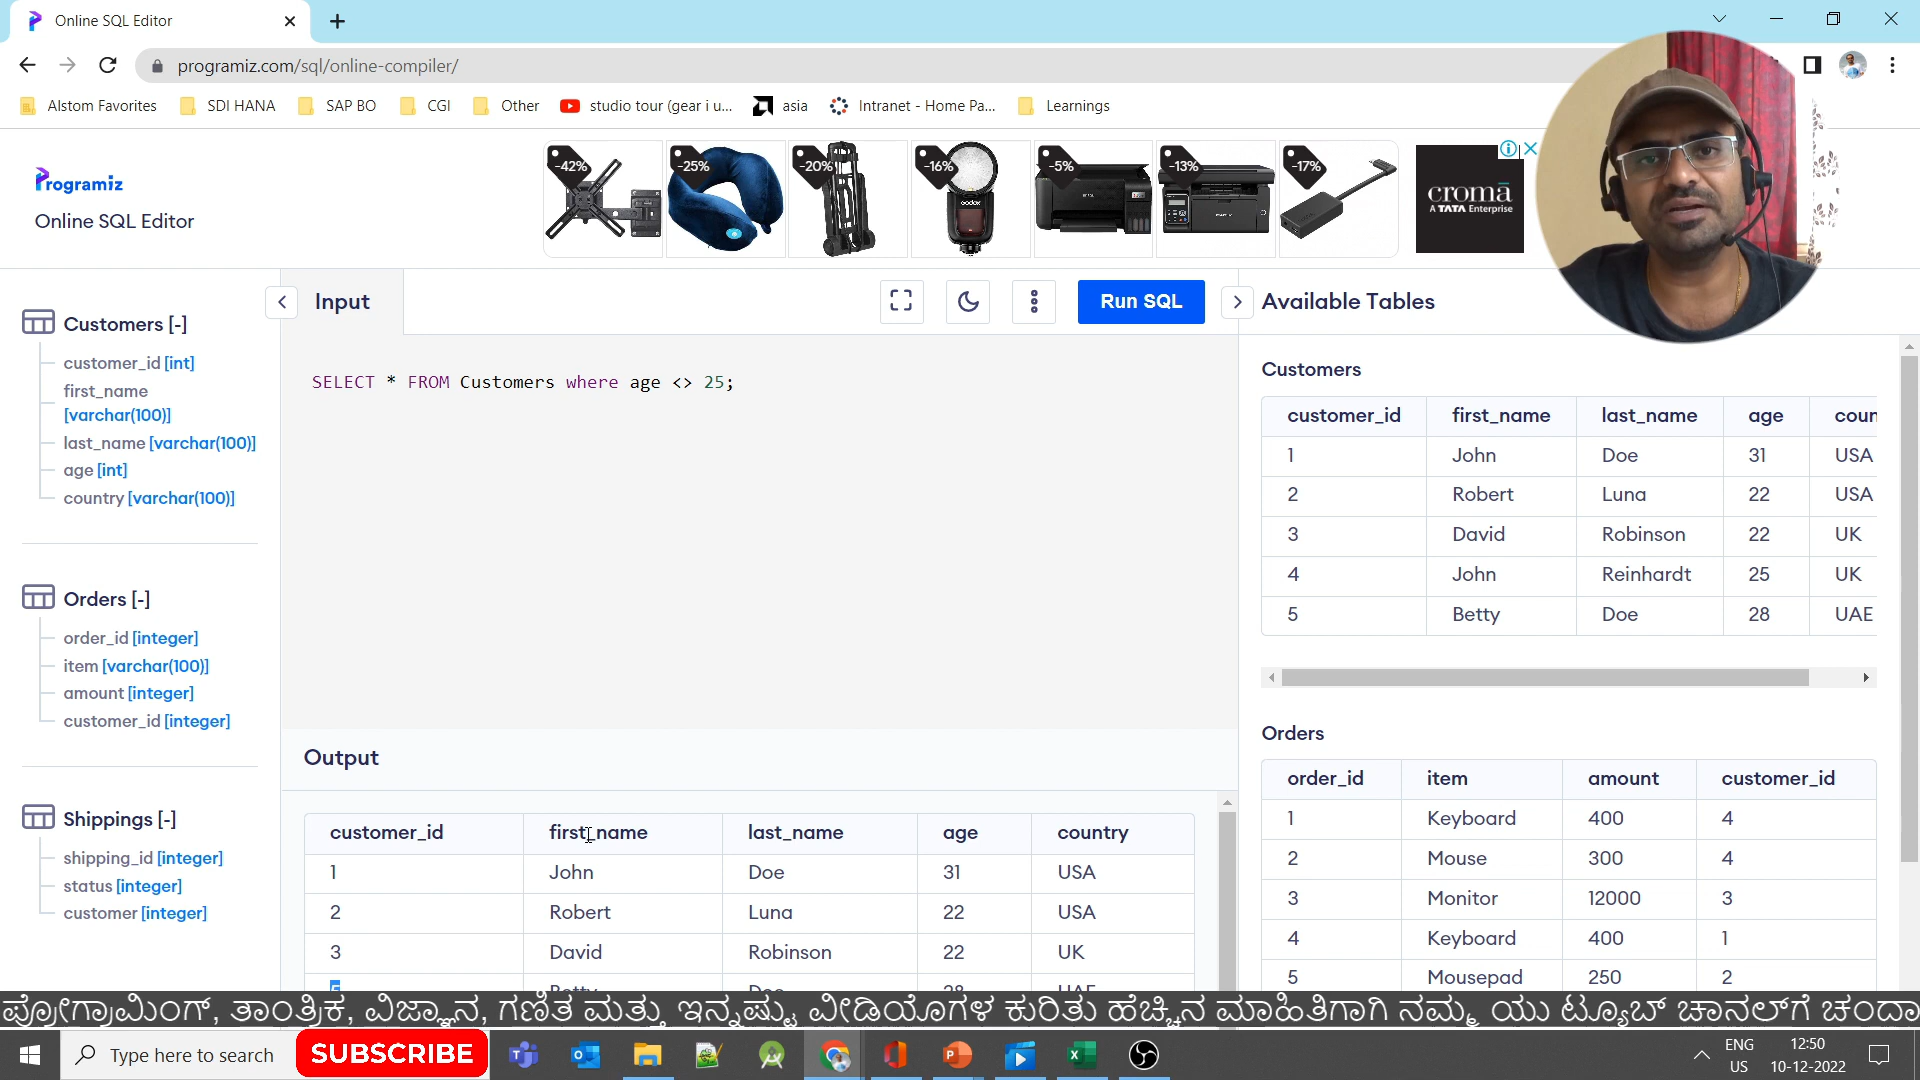 Online SQL Editor
programiz.com/sql/online-compiler/
Alstom Favorites SDI HANA SAP BO CGI Other studio tour (gear i u... asia Intranet - Home Pa... Learnings
Programiz
Online SQL Editor
-42% -25% -20% -16% -5% -13% -17%
cromā
A TATA Enterprise
Input
Run SQL
SELECT * FROM Customers where age <> 25;
Customers [-]
customer_id [int]
first_name
[varchar(100)]
last_name [varchar(100)]
age [int]
country [varchar(100)]
Orders [-]
order_id [integer]
item [varchar(100)]
amount [integer]
customer_id [integer]
Shippings [-]
shipping_id [integer]
status [integer]
customer [integer]
Output
customer_id first_name last_name age country
1 John Doe 31 USA
2 Robert Luna 22 USA
3 David Robinson 22 UK
5 Betty Doe 28 UAE
Available Tables
Customers
customer_id first_name last_name age coun
1 John Doe 31 USA
2 Robert Luna 22 USA
3 David Robinson 22 UK
4 John Reinhardt 25 UK
5 Betty Doe 28 UAE
Orders
order_id item amount customer_id
1 Keyboard 400 4
2 Mouse 300 4
3 Monitor 12000 3
4 Keyboard 400 1
5 Mousepad 250 2
ಪ್ರೋಗ್ರಾಮಿಂಗ್, ತಾಂತ್ರಿಕ, ವಿಜ್ಞಾನ, ಗಣಿತ ಮತ್ತು ಇನ್ನಷ್ಟು ವೀಡಿಯೊಗಳ ಕುರಿತು ಹೆಚ್ಚಿನ ಮಾಹಿತಿಗಾಗಿ ನಮ್ಮ ಯು ಟ್ಯೂಬ್ ಚಾನಲ್‌ಗೆ ಚಂದಾ
Type here to search
SUBSCRIBE
ENG
US
12:50
10-12-2022